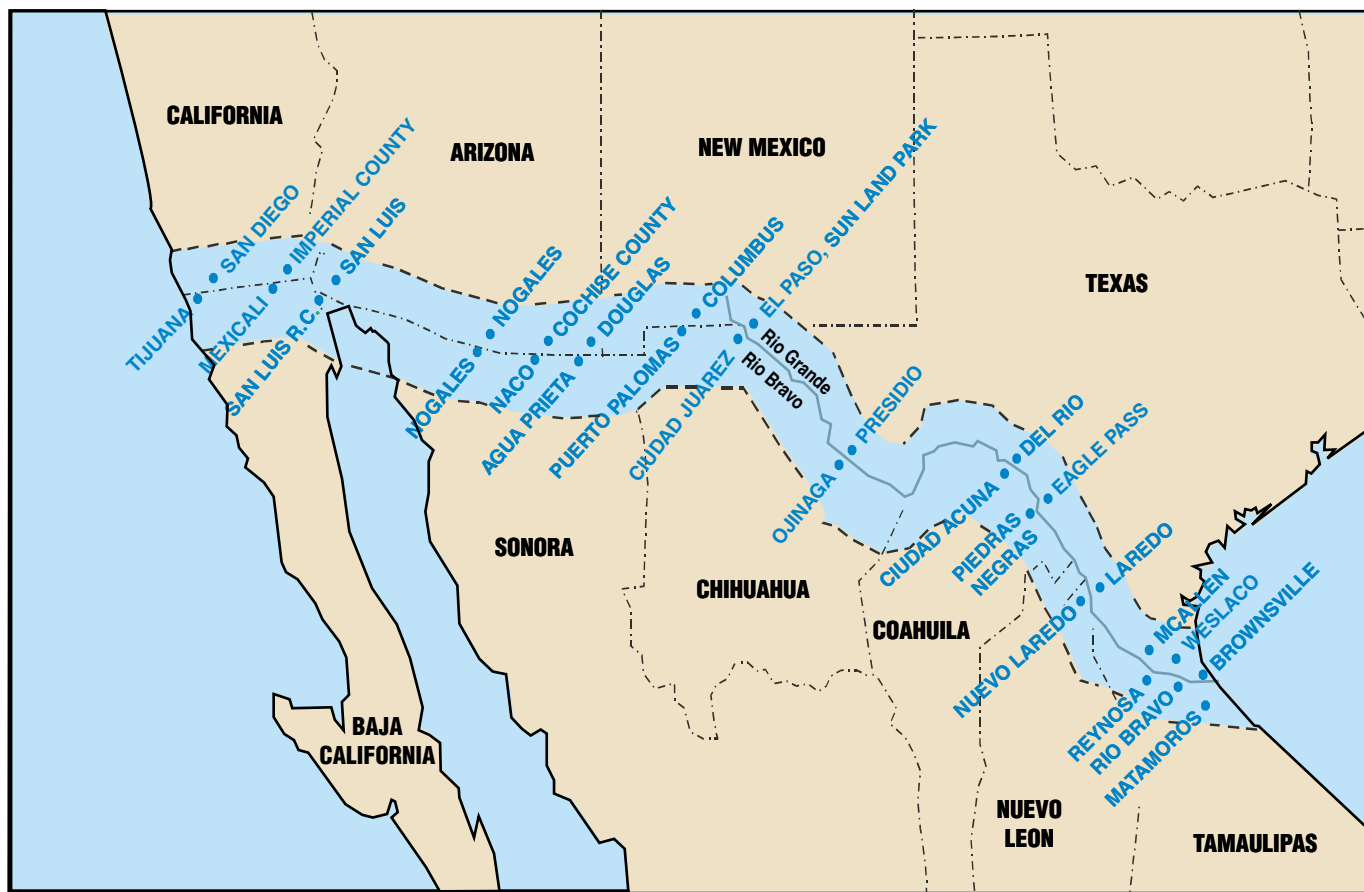 CALIFORNIA
ARIZONA
NEW MEXICO
TEXAS
SAN DIEGO
IMPERIAL COUNTY
SAN LUIS
NOGALES
COCHISE COUNTY
DOUGLAS
COLUMBUS
EL PASO, SUN LAND PARK
TIJUANA
MEXICALI
SAN LUIS R.C.
NOGALES
NACO
AGUA PRIETA
PUERTO PALOMAS
CIUDAD JUAREZ
Rio Grande
Rio Bravo
PRESIDIO
OJINAGA
DEL RIO
EAGLE PASS
CIUDAD ACUNA
PIEDRAS
NEGRAS
LAREDO
NUEVO LAREDO
MCALLEN
WESLACO
BROWNSVILLE
REYNOSA
RIO BRAVO
MATAMOROS
SONORA
CHIHUAHUA
COAHUILA
BAJA
CALIFORNIA
NUEVO
LEON
TAMAULIPAS